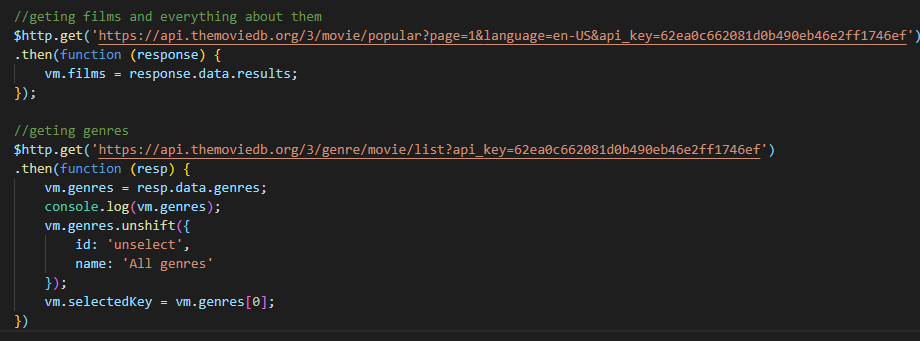 //geting films and everything about them
$http.get('https://api.themoviedb.org/3/movie/popular?page=1&language=en-US&api_key=62ea0c662081d0b490eb46e2ff1746ef')
.then(function (response) {
    vm.films = response.data.results;
});

//geting genres
$http.get('https://api.themoviedb.org/3/genre/movie/list?api_key=62ea0c662081d0b490eb46e2ff1746ef')
.then(function (resp) {
    vm.genres = resp.data.genres;
    console.log(vm.genres);
    vm.genres.unshift({
        id: 'unselect',
        name: 'All genres'
    });
    vm.selectedKey = vm.genres[0];
})